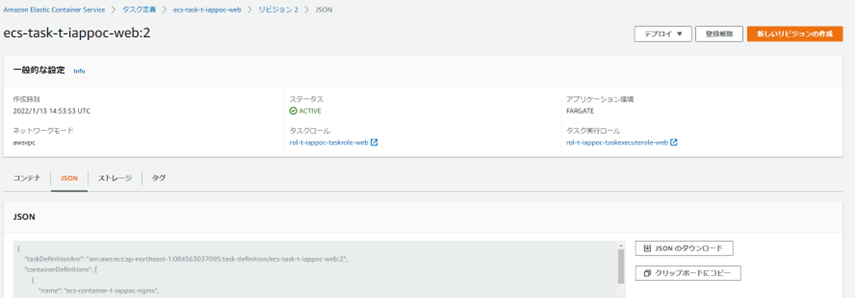 Amazon Elastic Container Service > タスク定義 > ecs-task-t-iappoc-web > リビジョン 2 > JSON
ecs-task-t-iappoc-web:2
デプロイ ▼ 登録解除 新しいリビジョンの作成
一般的な設定 Info
作成時刻 ステータス アプリケーション環境
2022/1/13 14:53:53 UTC ACTIVE FARGATE
ネットワークモード タスクロール タスク実行ロール
awsvpc rol-t-iappoc-taskrole-web rol-t-iappoc-taskexecuterole-web
コンテナ JSON ストレージ タグ
JSON
{ JSON のダウンロード
"taskDefinitionArn": "arn:aws:ecs:ap-northeast-1:084563037095:task-definition/ecs-task-t-iappoc-web:2",
"containerDefinitions": [ クリップボードにコピー
{
"name": "ecs-container-t-iappoc-nginx",